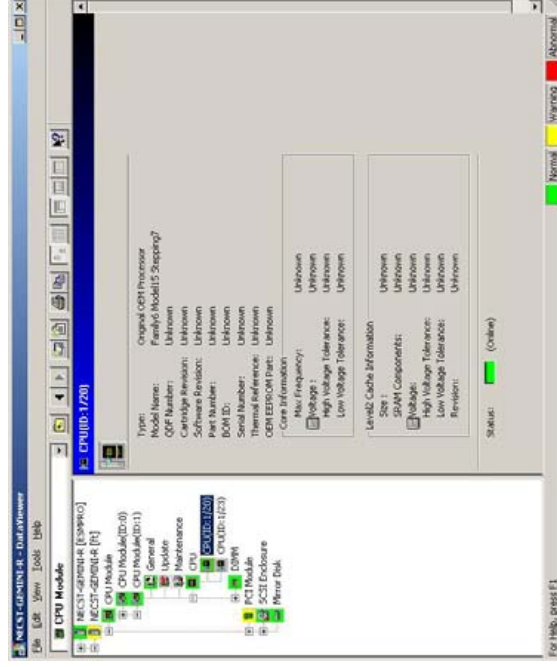 NECST-GEMINI-R - DataViewer
File Edit View Tools Help
CPU Module
NECST-GEMINI-R [ESMPRO]
NECST-GEMINI-R [Ft]
CPU Module
CPU Module(ID:0)
CPU Module(ID:1)
General
Update
Maintenance
CPU
CPU(ID:1/20)
CPU(ID:1/23)
DIMM
PCI Module
SCSI Enclosure
Mirror Disk
CPU(ID:1/20)
Type: Original OEM Processor
Model Name: Family6 Model15 Stepping7
QDF Number: Unknown
Cartridge Revision: Unknown
Software Revision: Unknown
Part Number: Unknown
BOM ID: Unknown
Serial Number: Unknown
Thermal Reference: Unknown
OEM EEPROM Part: Unknown
Core Information
Max Frequency: Unknown
Voltage : Unknown
High Voltage Tolerance: Unknown
Low Voltage Tolerance: Unknown
Level2 Cache Information
Size : Unknown
SRAM Components: Unknown
Voltage: Unknown
High Voltage Tolerance: Unknown
Low Voltage Tolerance: Unknown
Revision: Unknown
Status: (Online)
For Help, press F1
Normal Warning Abnormal